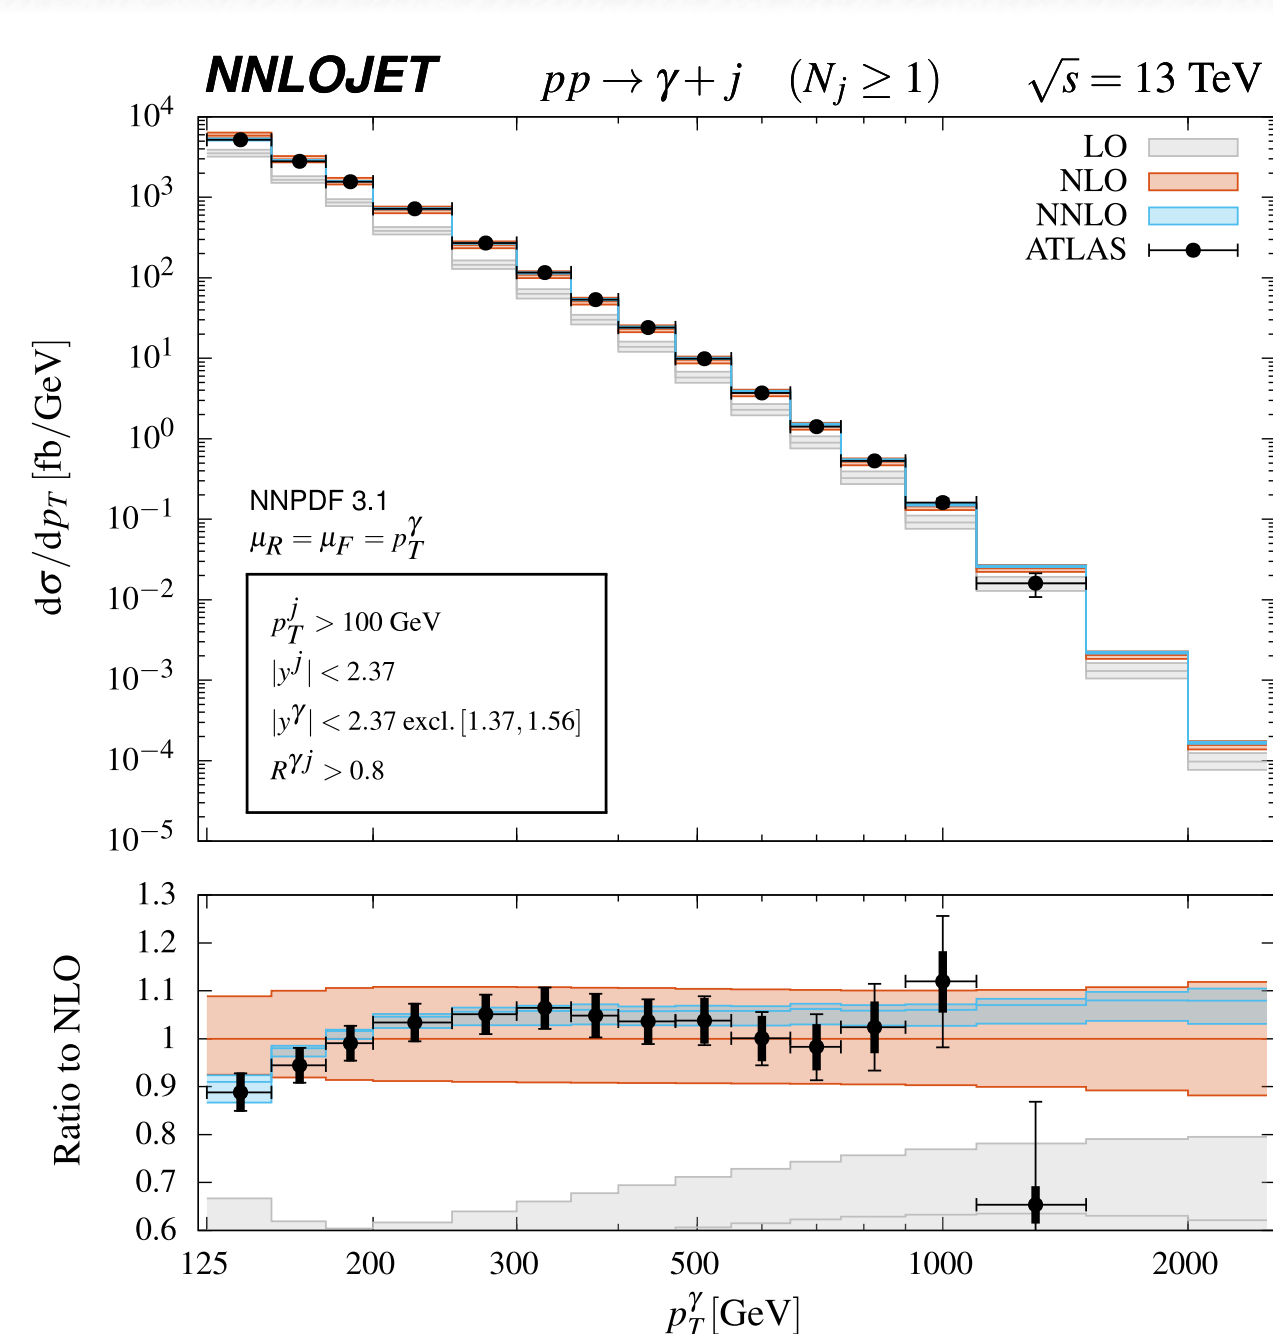 NNLOJET pp → γ + j (N_j ≥ 1) √s = 13 TeV
10^4
10^3
10^2
10^1
10^0
10^−1
10^−2
10^−3
10^−4
10^−5
dσ/dp_T [fb/GeV]
LO
NLO
NNLO
ATLAS
NNPDF 3.1
μ_R = μ_F = p_T^γ
p_T^j > 100 GeV
|y^j| < 2.37
|y^γ| < 2.37 excl. [1.37, 1.56]
R^γj > 0.8
1.3
1.2
1.1
1
0.9
0.8
0.7
0.6
Ratio to NLO
125 200 300 500 1000 2000
p_T^γ [GeV]